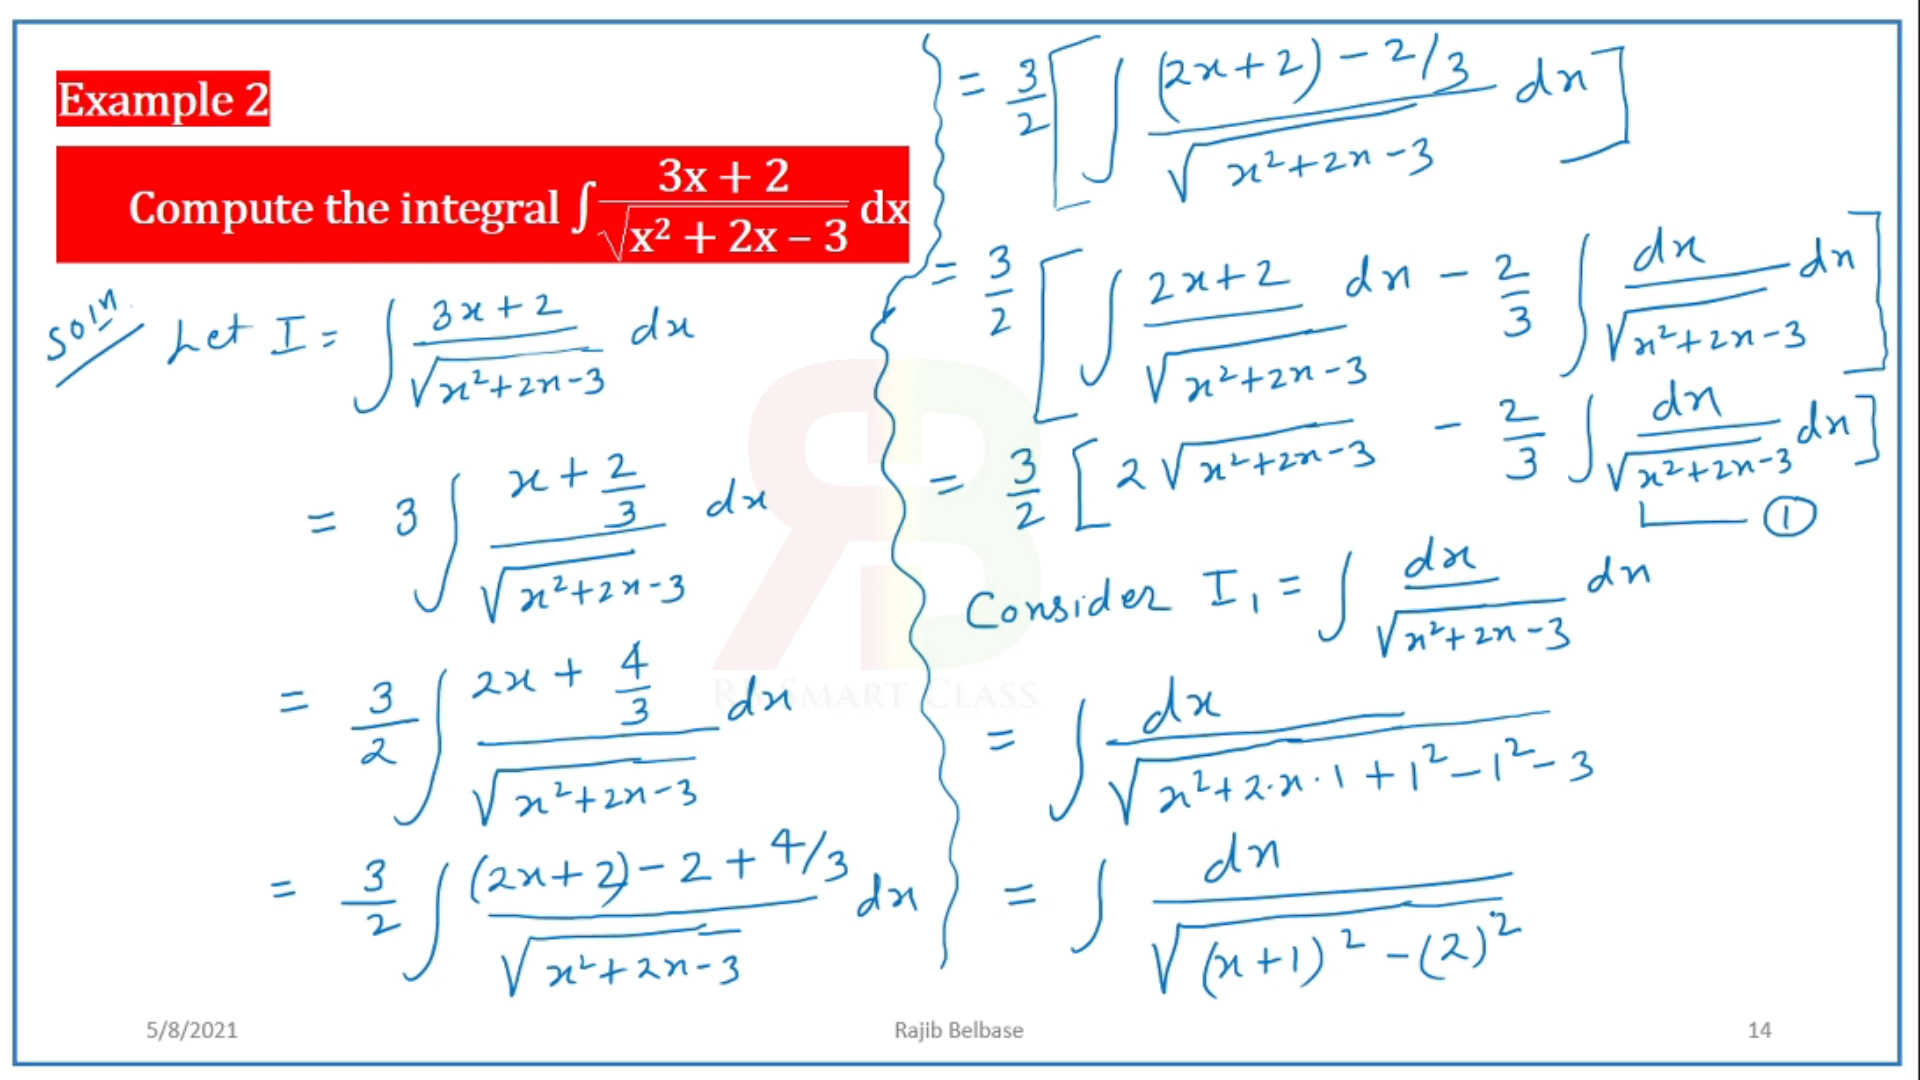 Example 2
Compute the integral ∫ (3x + 2)/√(x² + 2x – 3) dx
Soln. Let I = ∫ (3x + 2)/√(x²+2x-3) dx
= 3 ∫ (x + 2/3)/√(x²+2x-3) dx
= 3/2 ∫ (2x + 4/3)/√(x²+2x-3) dx
= 3/2 ∫ ((2x+2) - 2 + 4/3)/√(x²+2x-3) dx
= 3/2 [ ∫ ((2x+2) - 2/3)/√(x²+2x-3) dx ]
= 3/2 [ ∫ (2x+2)/√(x²+2x-3) dx - 2/3 ∫ dx/√(x²+2x-3) dx ]
= 3/2 [ 2√(x²+2x-3) - 2/3 ∫ dx/√(x²+2x-3) dx ]
①
Consider I₁ = ∫ dx/√(x²+2x-3) dx
= ∫ dx/√(x²+2·x·1 + 1² - 1² - 3)
= ∫ dx/√((x+1)² - (2)²)
RB SMART CLASS
5/8/2021
Rajib Belbase
14